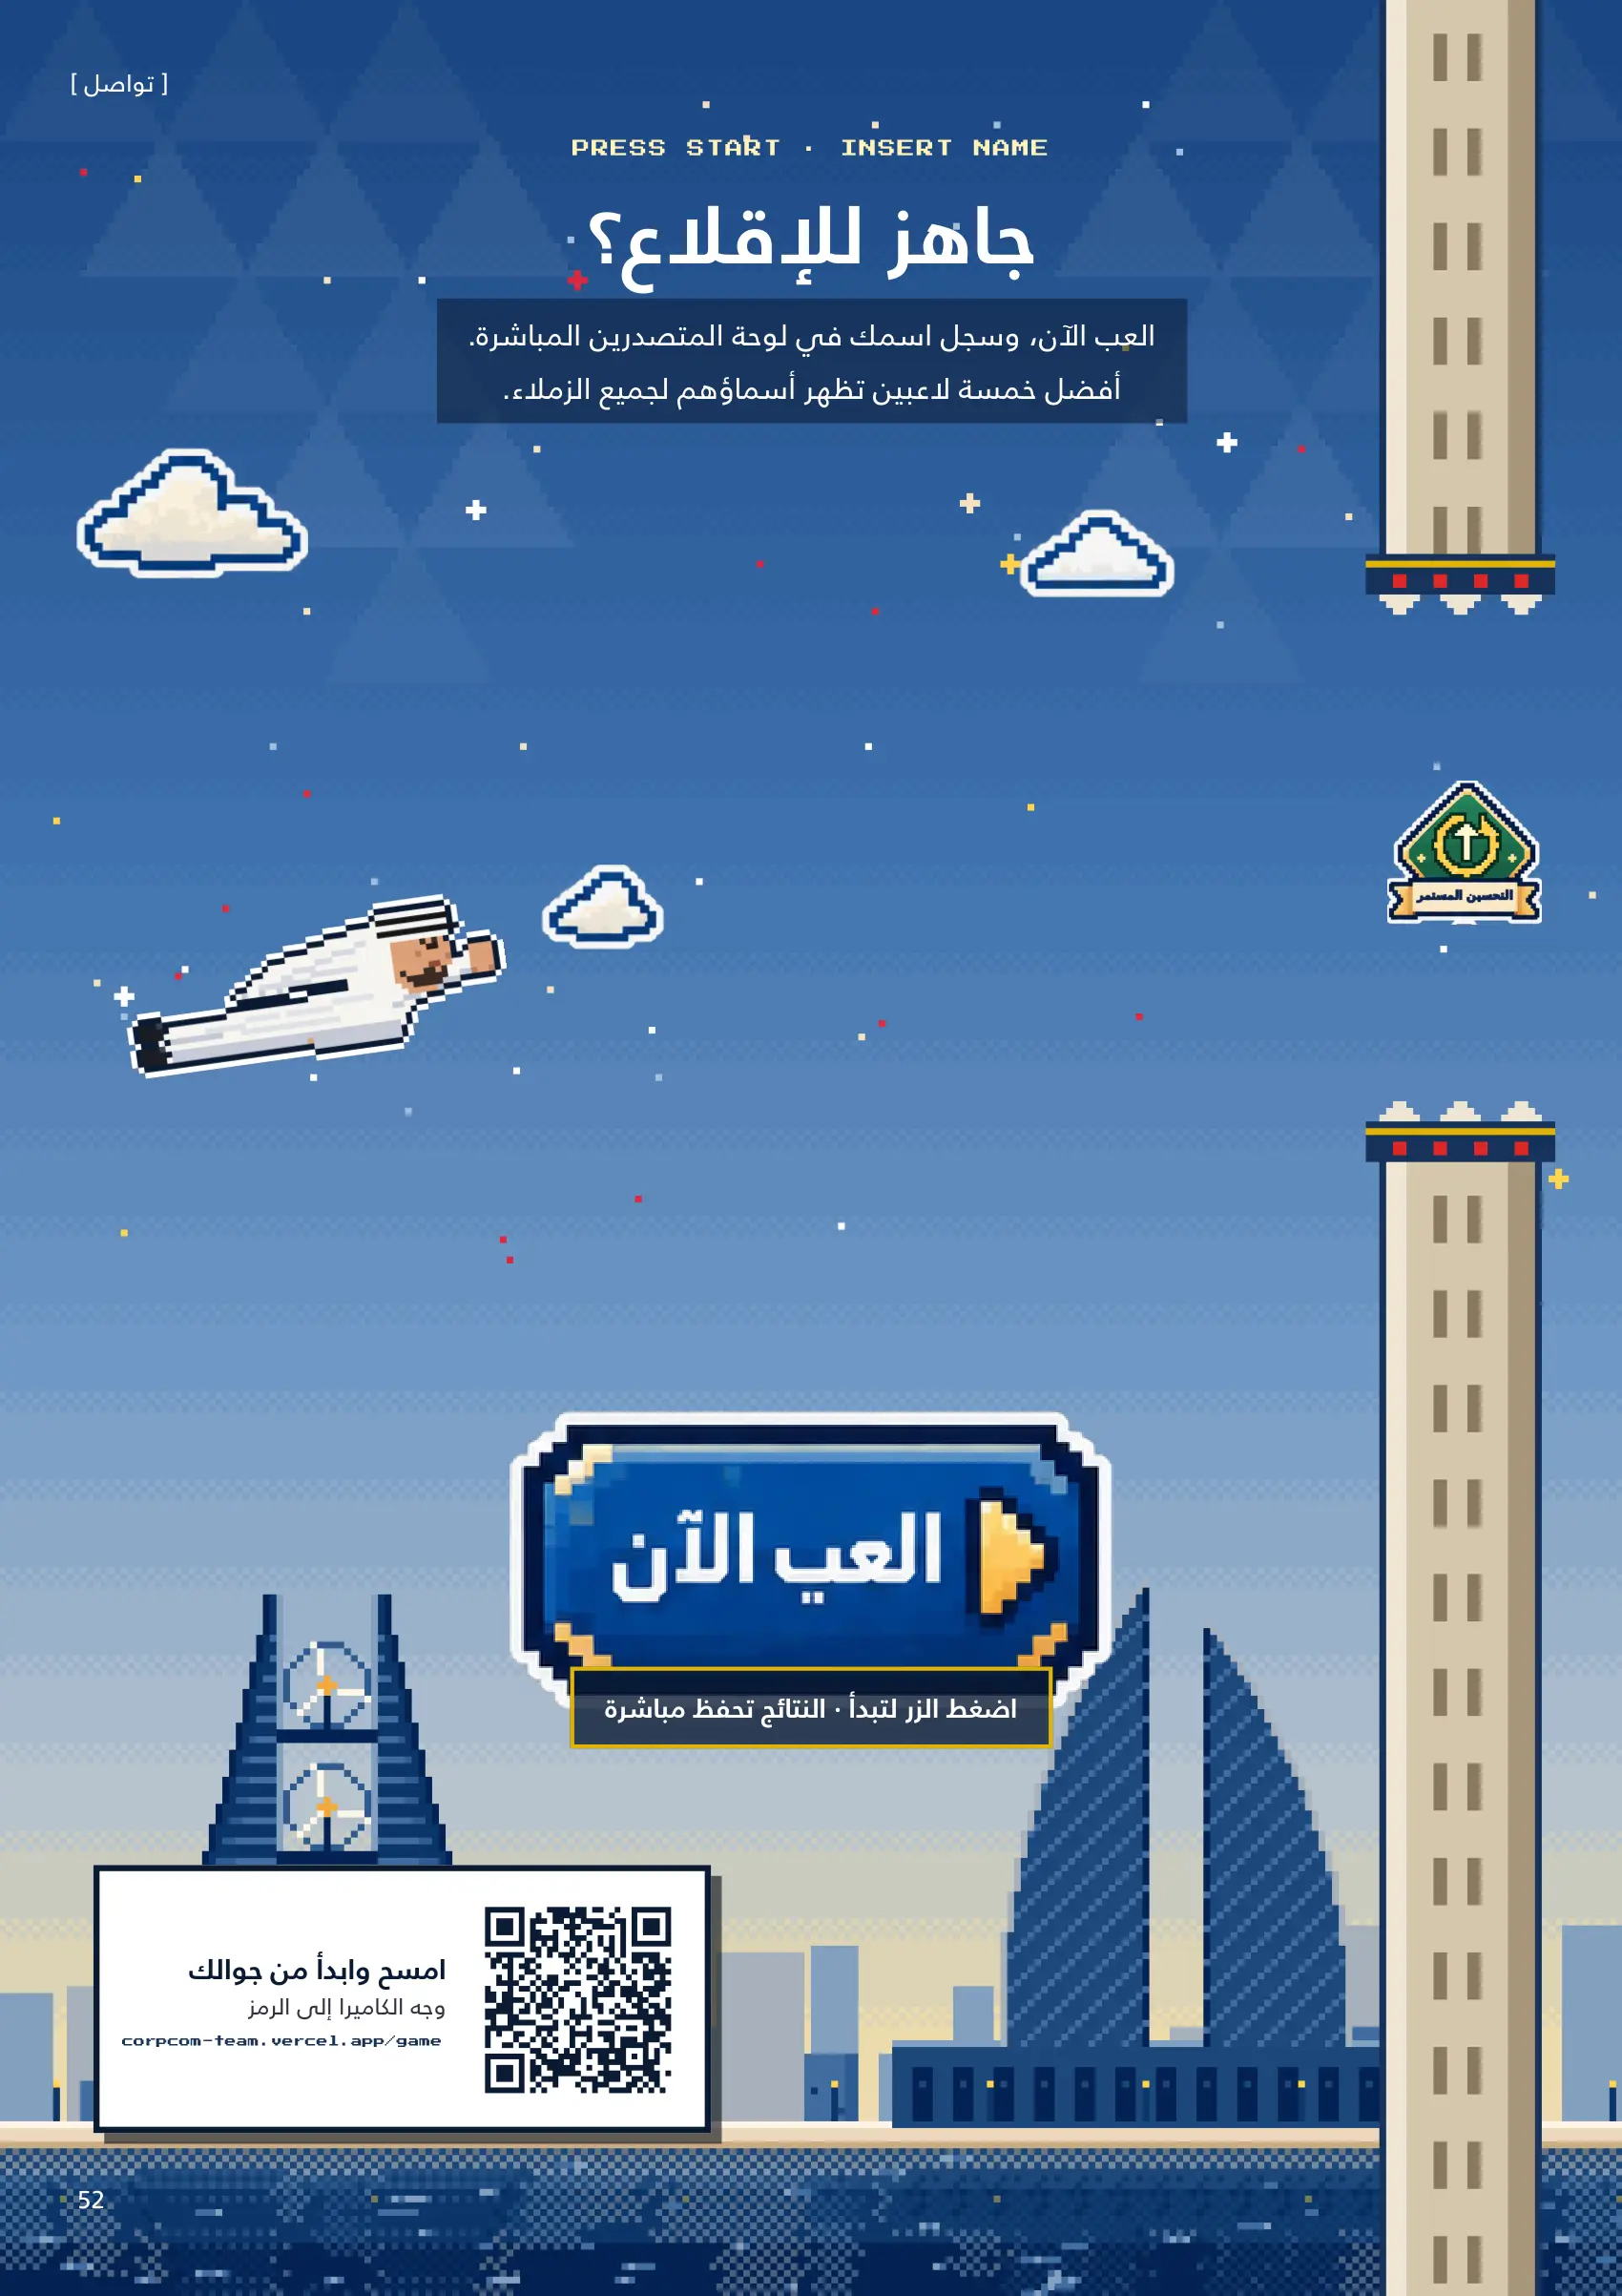 [ تواصل ]
PRESS START · INSERT NAME
جاهز للإقلاع؟
العب الآن، وسجل اسمك في لوحة المتصدرين المباشرة.
أفضل خمسة لاعبين تظهر أسماؤهم لجميع الزملاء.
التحسين المستمر
العب الآن
اضغط الزر لتبدأ · النتائج تحفظ مباشرة
امسح وابدأ من جوالك
وجه الكاميرا إلى الرمز
corpcom-team.vercel.app/game
52